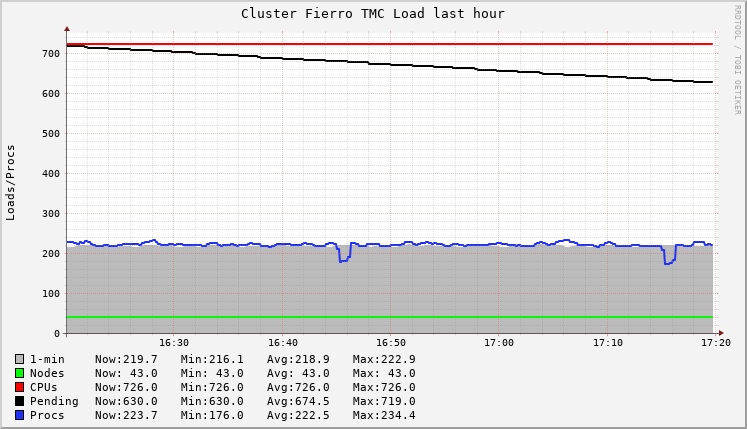 Cluster Fierro TMC Load last hour
RRDTOOL / TOBI OETIKER
Loads/Procs
700
600
500
400
300
200
100
0
16:30 16:40 16:50 17:00 17:10 17:20
1-min Now:219.7 Min:216.1 Avg:218.9 Max:222.9
Nodes Now: 43.0 Min: 43.0 Avg: 43.0 Max: 43.0
CPUs Now:726.0 Min:726.0 Avg:726.0 Max:726.0
Pending Now:630.0 Min:630.0 Avg:674.5 Max:719.0
Procs Now:223.7 Min:176.0 Avg:222.5 Max:234.4